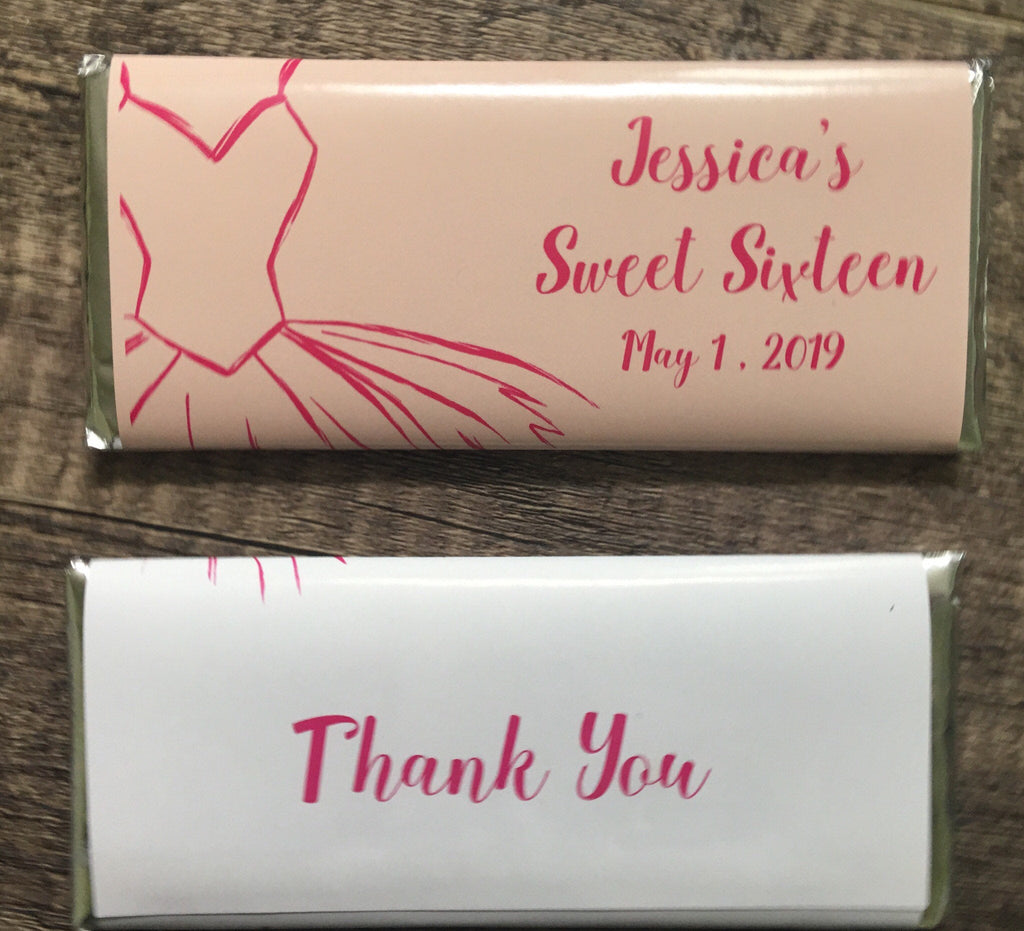 Jessica's
Sweet Sixteen
May 1, 2019
Thank You